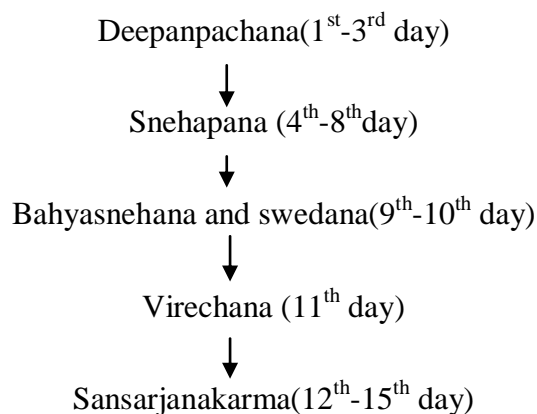 Deepanpachana(1st-3rd day)
Snehapana (4th-8thday)
Bahyasnehana and swedana(9th-10th day)
Virechana (11th day)
Sansarjanakarma(12th-15th day)